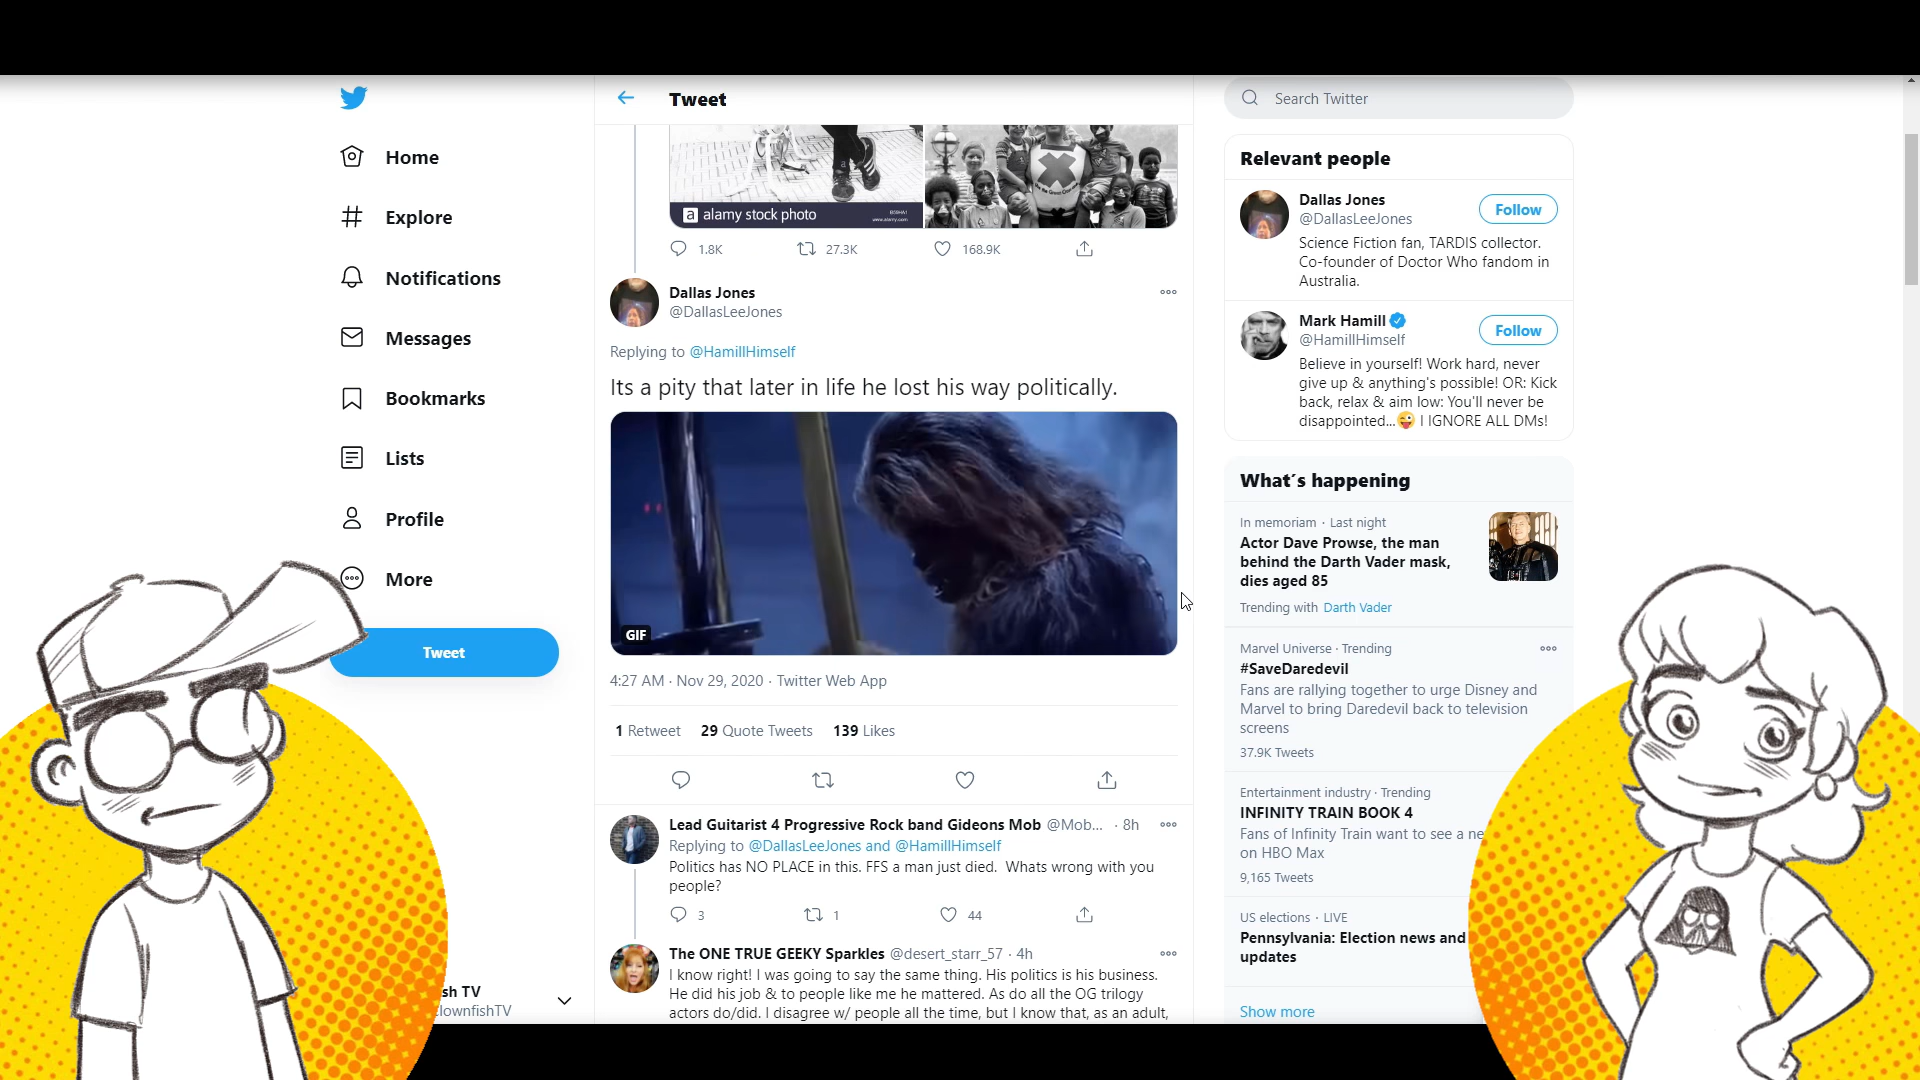 Home
Explore
Notifications
Messages
Bookmarks
Lists
Profile
More
Tweet
sh TV
lownfishTV
Tweet
a alamy stock photo
www.alamy.com
1.8K 27.3K 168.9K
Dallas Jones
@DallasLeeJones
Replying to @HamillHimself
Its a pity that later in life he lost his way politically.
GIF
4:27 AM · Nov 29, 2020 · Twitter Web App
1 Retweet 29 Quote Tweets 139 Likes
Lead Guitarist 4 Progressive Rock band Gideons Mob @Mob... · 8h
Replying to @DallasLeeJones and @HamillHimself
Politics has NO PLACE in this. FFS a man just died. Whats wrong with you
people?
3 1 44
The ONE TRUE GEEKY Sparkles @desert_starr_57 · 4h
I know right! I was going to say the same thing. His politics is his business.
He did his job & to people like me he mattered. As do all the OG trilogy
actors do/did. I disagree w/ people all the time, but I know that, as an adult,
Search Twitter
Relevant people
Dallas Jones
@DallasLeeJones
Follow
Science Fiction fan, TARDIS collector.
Co-founder of Doctor Who fandom in
Australia.
Mark Hamill
@HamillHimself
Follow
Believe in yourself! Work hard, never
give up & anything's possible! OR: Kick
back, relax & aim low: You'll never be
disappointed...😜 I IGNORE ALL DMs!
What's happening
In memoriam · Last night
Actor Dave Prowse, the man
behind the Darth Vader mask,
dies aged 85
Trending with Darth Vader
Marvel Universe · Trending
#SaveDaredevil
Fans are rallying together to urge Disney and
Marvel to bring Daredevil back to television
screens
37.9K Tweets
Entertainment industry · Trending
INFINITY TRAIN BOOK 4
Fans of Infinity Train want to see a ne
on HBO Max
9,165 Tweets
US elections · LIVE
Pennsylvania: Election news and
updates
Show more